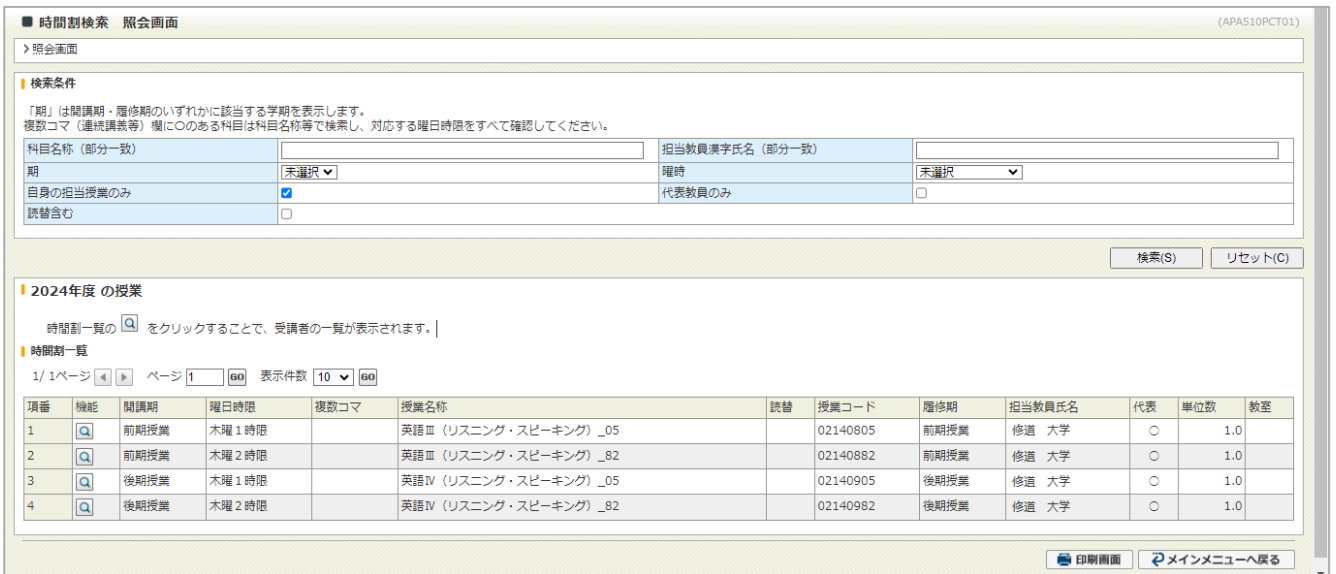 ■ 時間割検索　照会画面 (APA510PCT01)
>照会画面
検索条件
「期」は開講期・履修期のいずれかに該当する学期を表示します。
複数コマ（連続講義等）欄に○のある科目は科目名称等で検索し、対応する曜日時限をすべて確認してください。
科目名称（部分一致） 担当教員漢字氏名（部分一致）
期 未選択 曜時 未選択
自身の担当授業のみ 代表教員のみ
読替含む
検索(S) リセット(C)
2024年度 の授業
時間割一覧の をクリックすることで、受講者の一覧が表示されます。
時間割一覧
1/ 1ページ ページ 1 GO 表示件数 10 GO
項番 機能 開講期 曜日時限 複数コマ 授業名称 読替 授業コード 履修期 担当教員氏名 代表 単位数 教室
1 前期授業 木曜１時限 英語Ⅲ（リスニング・スピーキング）_05 02140805 前期授業 修道　大学 ○ 1.0
2 前期授業 木曜２時限 英語Ⅲ（リスニング・スピーキング）_82 02140882 前期授業 修道　大学 ○ 1.0
3 後期授業 木曜１時限 英語Ⅳ（リスニング・スピーキング）_05 02140905 後期授業 修道　大学 ○ 1.0
4 後期授業 木曜２時限 英語Ⅳ（リスニング・スピーキング）_82 02140982 後期授業 修道　大学 ○ 1.0
印刷画面 メインメニューへ戻る